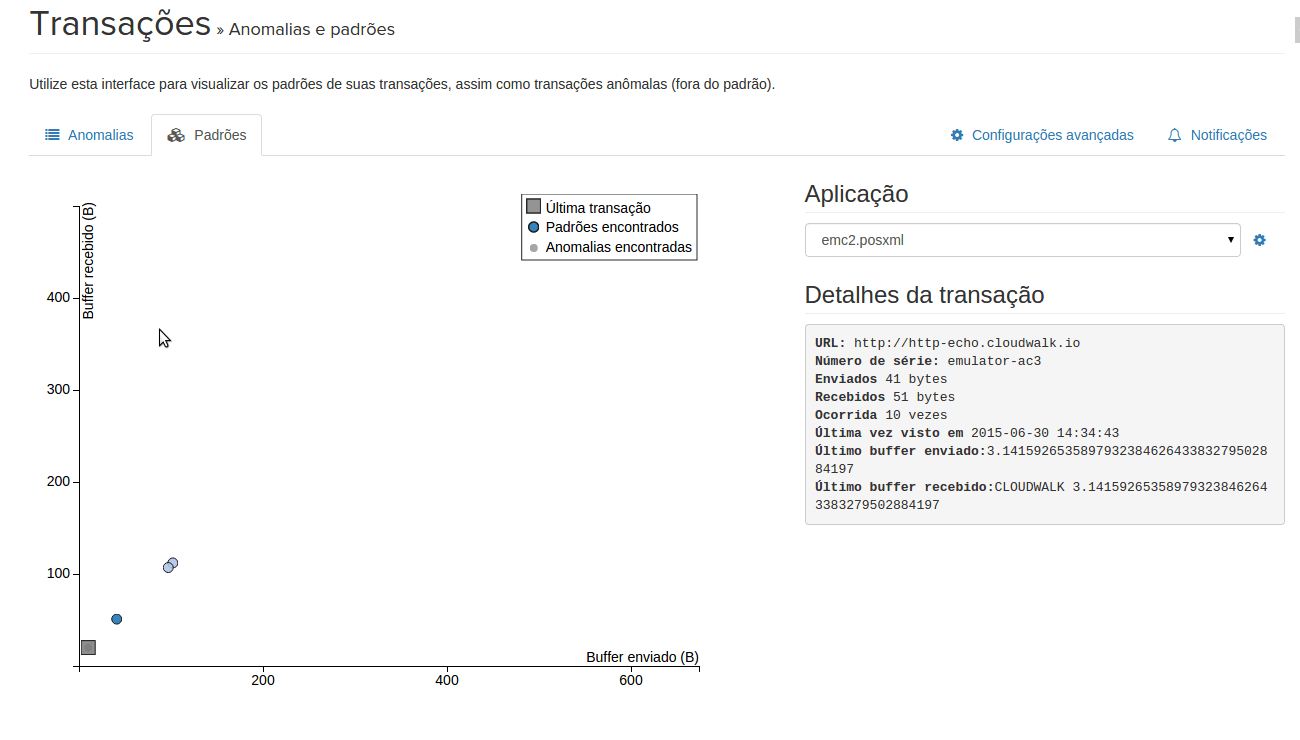 Transações » Anomalias e padrões
Utilize esta interface para visualizar os padrões de suas transações, assim como transações anômalas (fora do padrão).
Anomalias Padrões Configurações avançadas Notificações
Buffer recebido (B)
400
300
200
100
Última transação
Padrões encontrados
Anomalias encontradas
Buffer enviado (B)
200 400 600
Aplicação
emc2.posxml
Detalhes da transação
URL: http://http-echo.cloudwalk.io
Número de série: emulator-ac3
Enviados 41 bytes
Recebidos 51 bytes
Ocorrida 10 vezes
Última vez visto em 2015-06-30 14:34:43
Último buffer enviado:3.1415926535897932384626433832795028
84197
Último buffer recebido:CLOUDWALK 3.14159265358979323846264
3383279502884197